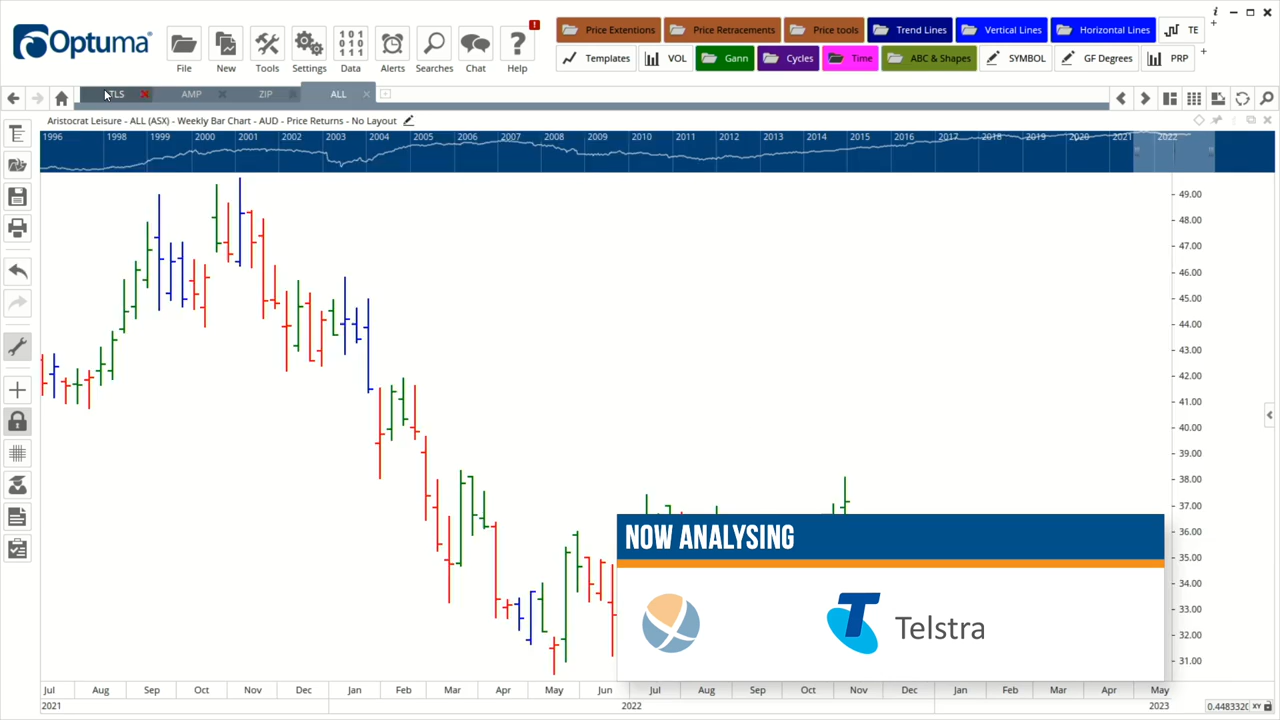 Optuma
File
New
Tools
Settings
Data
Alerts
Searches
Chat
Help
Price Extentions
Price Retracements
Price tools
Trend Lines
Vertical Lines
Horizontal Lines
TE
Templates
VOL
Gann
Cycles
Time
ABC & Shapes
SYMBOL
GF Degrees
PRP
TLS
AMP
ZIP
ALL
Aristocrat Leisure - ALL (ASX) - Weekly Bar Chart - AUD - Price Returns - No Layout
1996 1998 1999 2000 2001 2002 2003 2004 2005 2006 2007 2008 2009 2010 2011 2012 2013 2014 2015 2016 2017 2018 2019 2020 2021 2022
49.00
48.00
47.00
46.00
45.00
44.00
43.00
42.00
41.00
40.00
39.00
38.00
37.00
36.00
35.00
34.00
33.00
32.00
31.00
NOW ANALYSING
Telstra
Jul Aug Sep Oct Nov Dec Jan Feb Mar Apr May Jun Jul Aug Sep Oct Nov Dec Jan Feb Mar Apr May
2021 2022 2023
XY